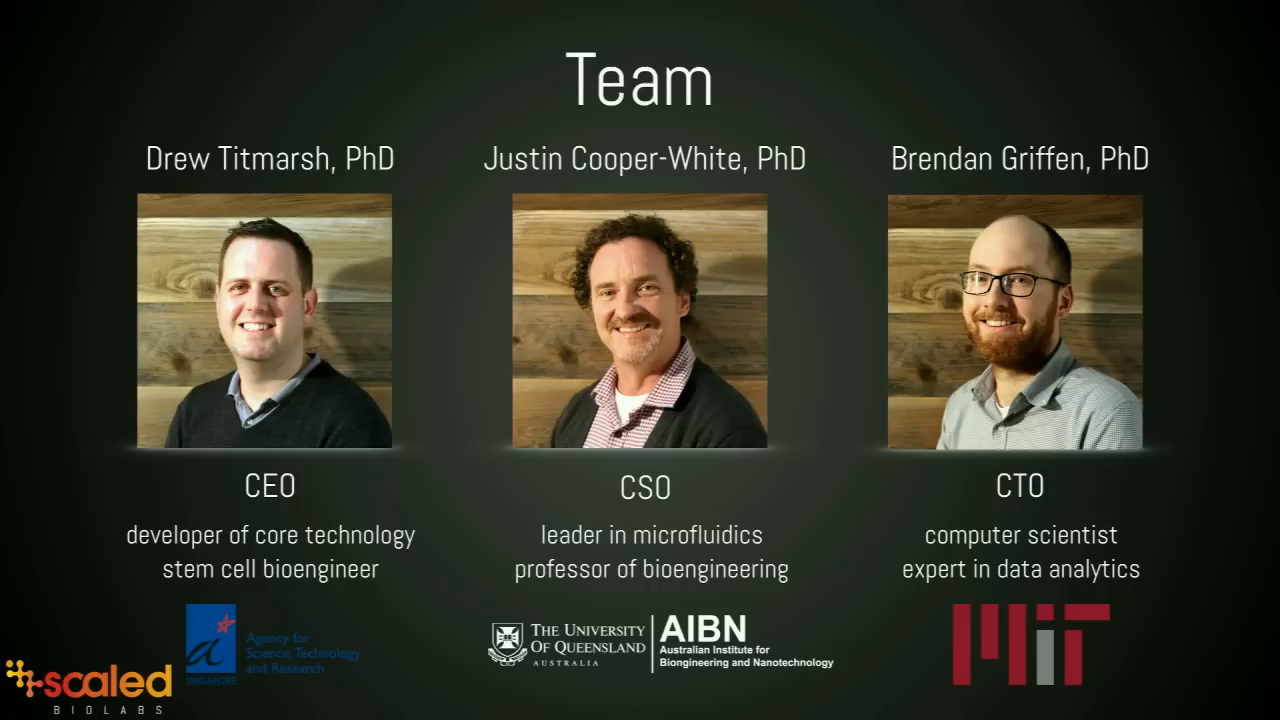 Team
Drew Titmarsh, PhD
Justin Cooper-White, PhD
Brendan Griffen, PhD
CEO
developer of core technology
stem cell bioengineer
CSO
leader in microfluidics
professor of bioengineering
CTO
computer scientist
expert in data analytics
a
SINGAPORE
Agency for
Science, Technology
and Research
THE UNIVERSITY
OF QUEENSLAND
AUSTRALIA
AIBN
Australian Institute for
Biongineering and Nanotechnology
MiT
scaled
BIOLABS